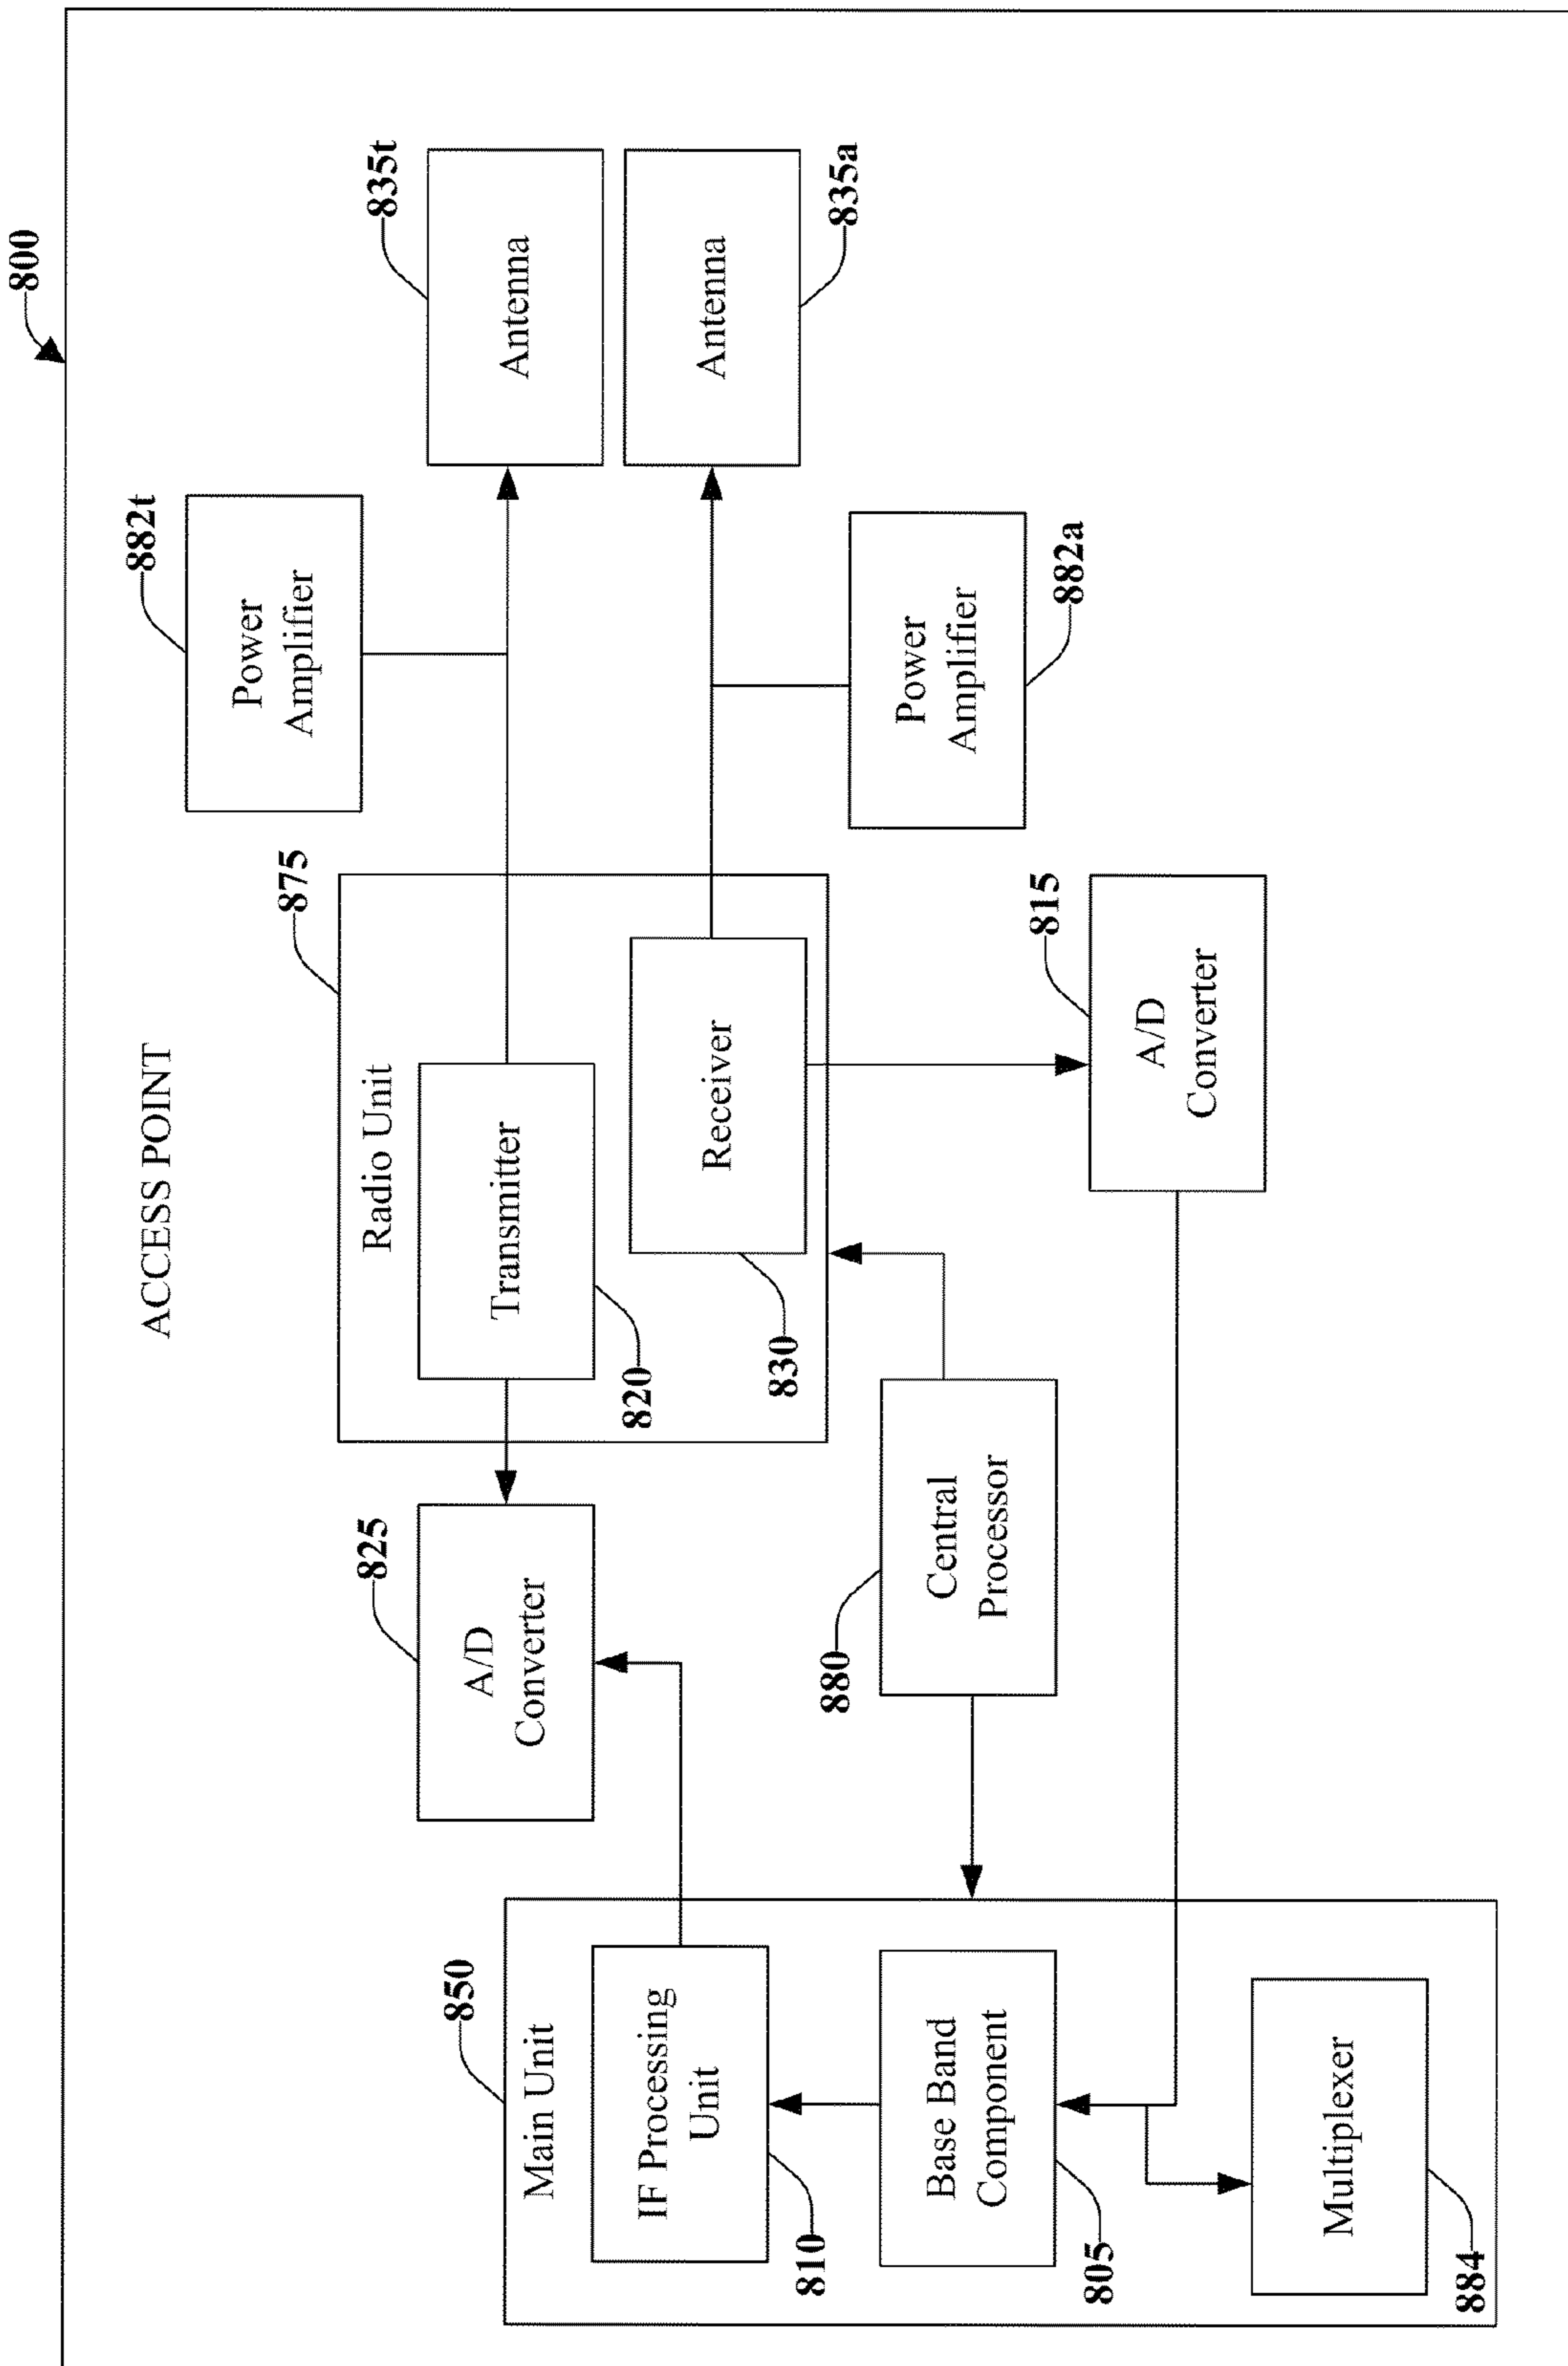 800
ACCESS POINT
882t
Power
Amplifier
835t
Antenna
875
Radio Unit
Transmitter
820
825
A/D
Converter
850
Main Unit
IF Processing
Unit
810
Receiver
830
Antenna
835a
Power
Amplifier
882a
880
Central
Processor
Base Band
Component
805
815
A/D
Converter
Multiplexer
884